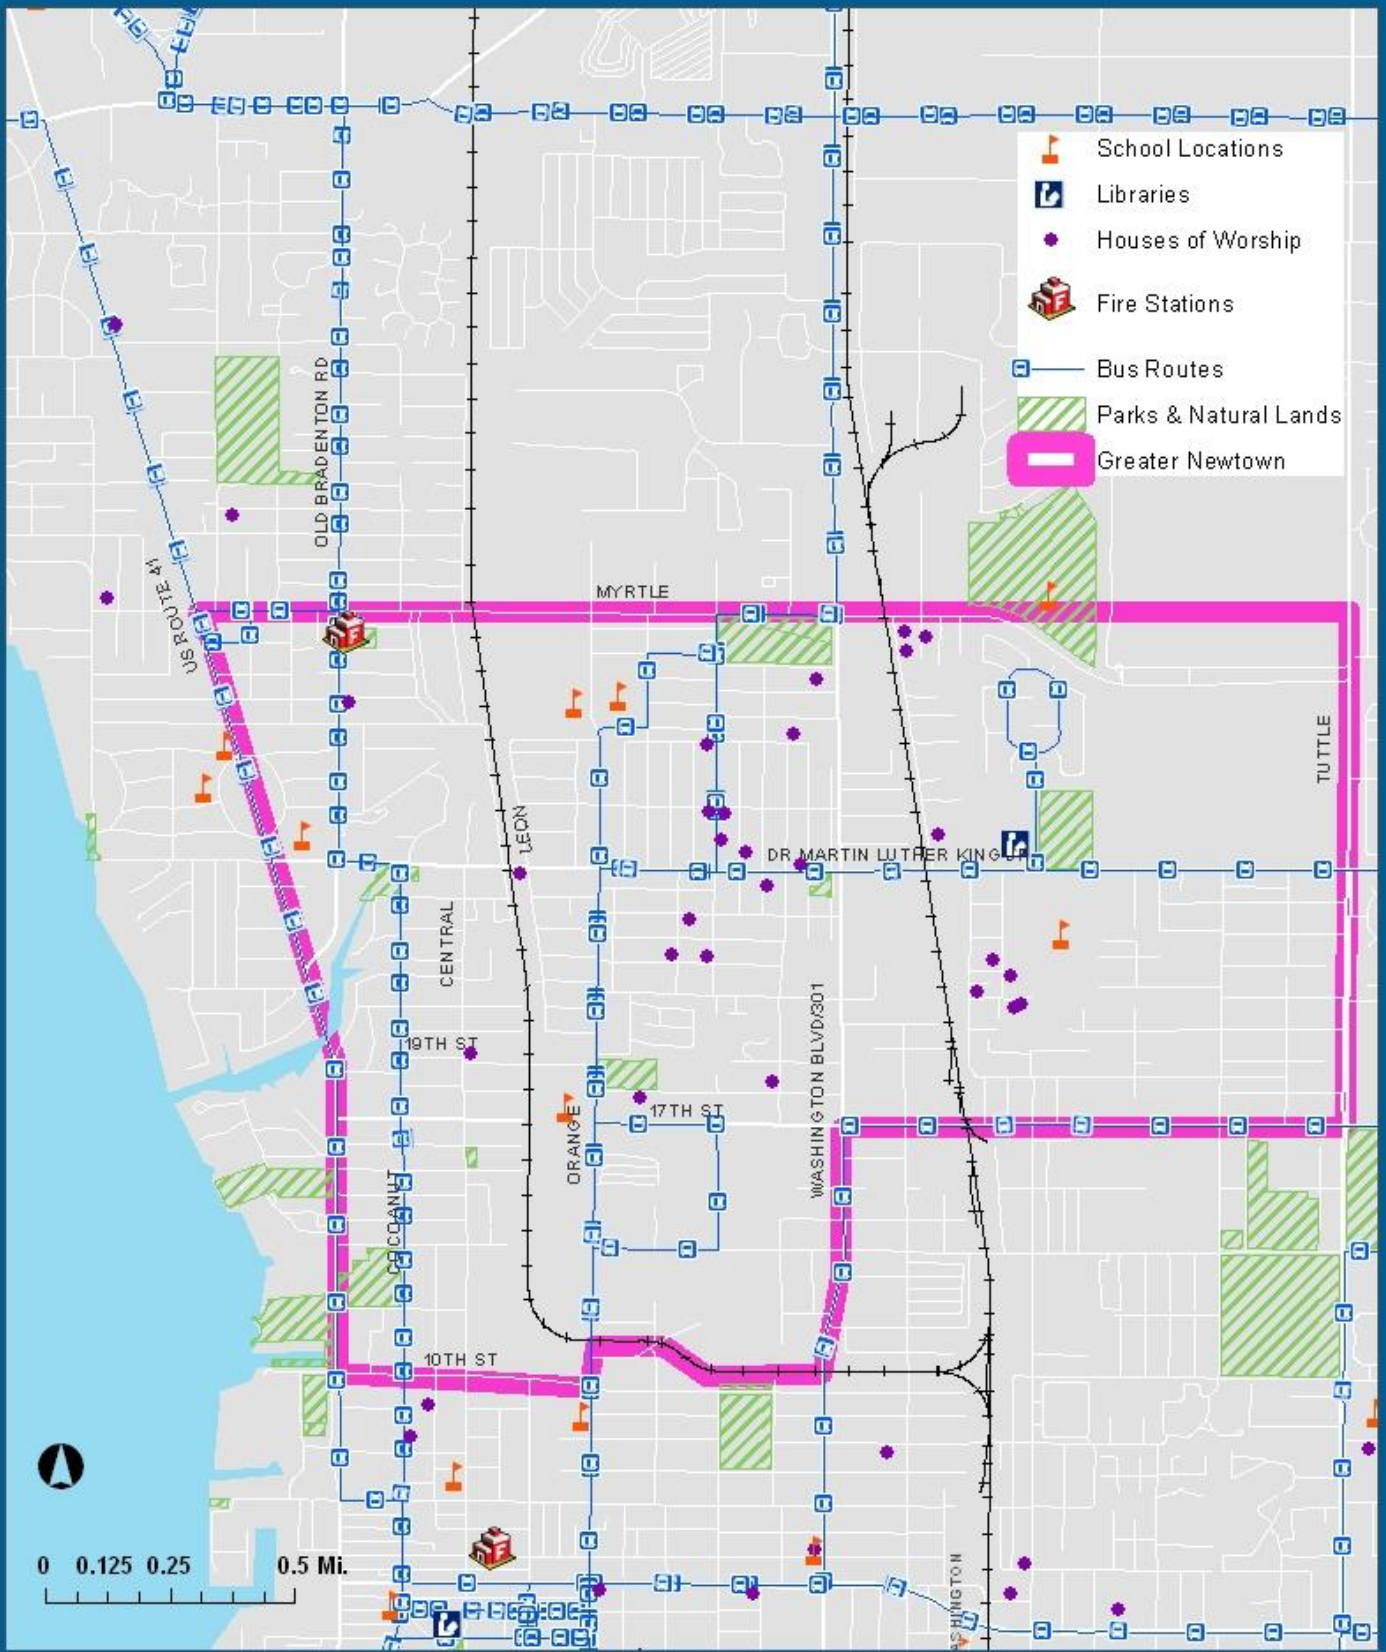 School Locations
Libraries
Houses of Worship
Fire Stations
Bus Routes
Parks & Natural Lands
Greater Newtown
OLD BRADENTON RD
US ROUTE 41
MYRTLE
TUTTLE
LEON
DR MARTIN LUTHER KING JR
CENTRAL
WASHINGTON BLVD/301
19TH ST
17TH ST
ORANGE
COCOANUT
10TH ST
0 0.125 0.25 0.5 Mi.